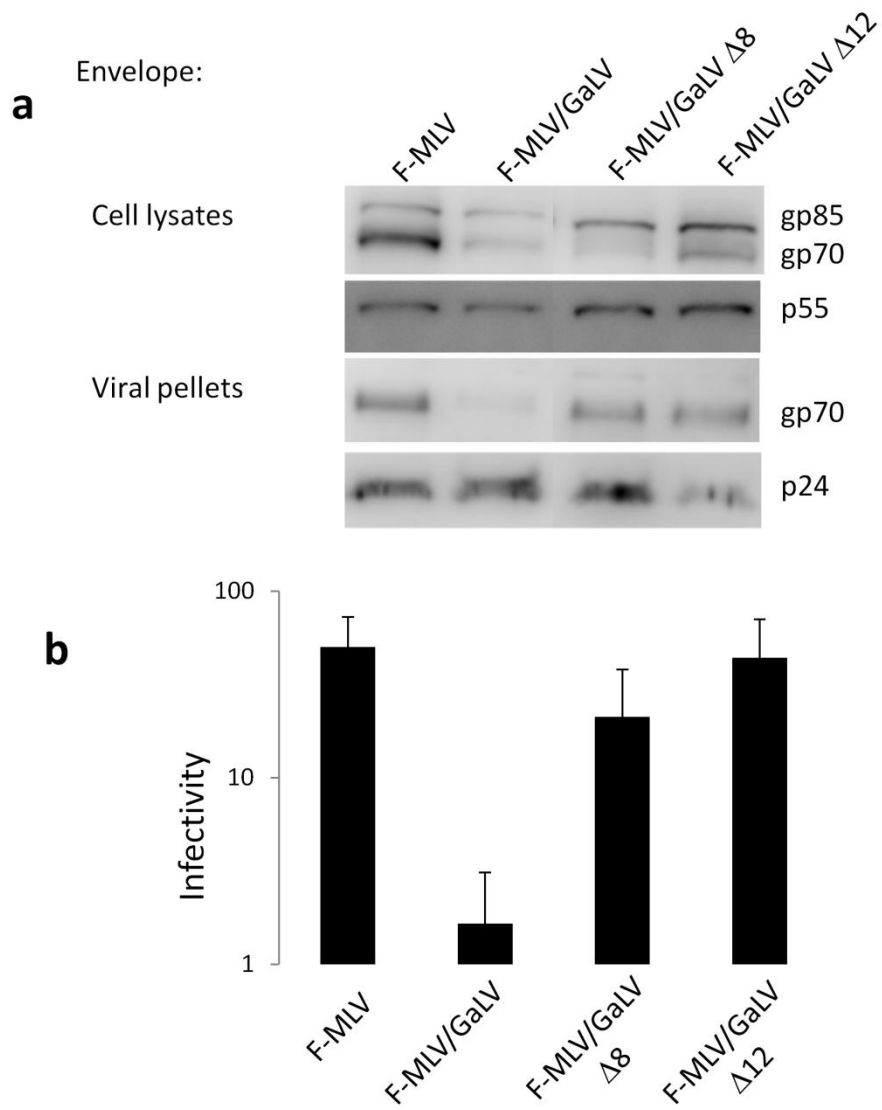 Envelope:
a
F-MLV
F-MLV/GaLV
F-MLV/GaLV Δ8
F-MLV/GaLV Δ12
Cell lysates
gp85
gp70
p55
Viral pellets
gp70
p24
b
100
10
1
Infectivity
F-MLV
F-MLV/GaLV
F-MLV/GaLV
Δ8
F-MLV/GaLV
Δ12